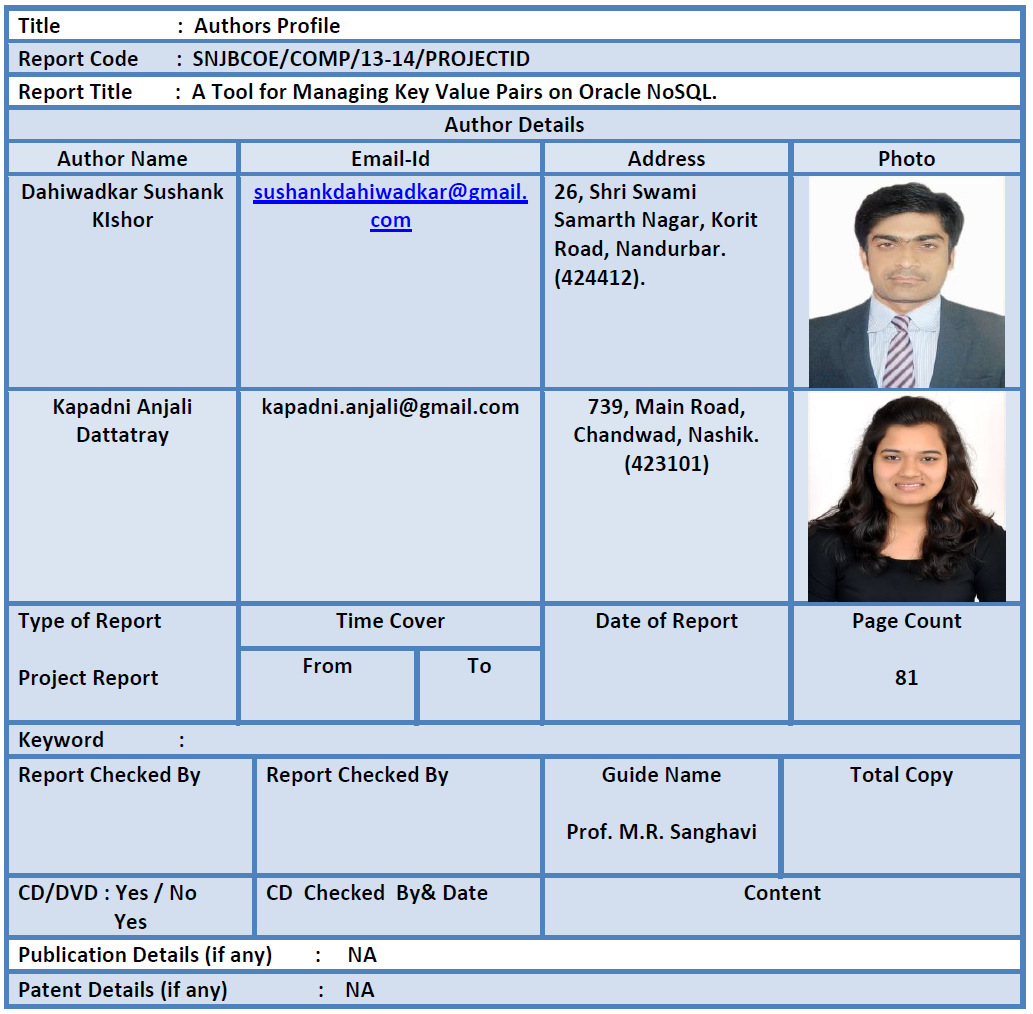 Title : Authors Profile
Report Code : SNJBCOE/COMP/13-14/PROJECTID
Report Title : A Tool for Managing Key Value Pairs on Oracle NoSQL.
Author Details
Author Name Email-Id Address Photo
Dahiwadkar Sushank
KIshor
sushankdahiwadkar@gmail.
com
26, Shri Swami
Samarth Nagar, Korit
Road, Nandurbar.
(424412).
Kapadni Anjali
Dattatray
kapadni.anjali@gmail.com
739, Main Road,
Chandwad, Nashik.
(423101)
Type of Report
Project Report
Time Cover
From To
Date of Report
Page Count
81
Keyword :
Report Checked By
Report Checked By
Guide Name
Prof. M.R. Sanghavi
Total Copy
CD/DVD : Yes / No
Yes
CD Checked By& Date
Content
Publication Details (if any) : NA
Patent Details (if any) : NA